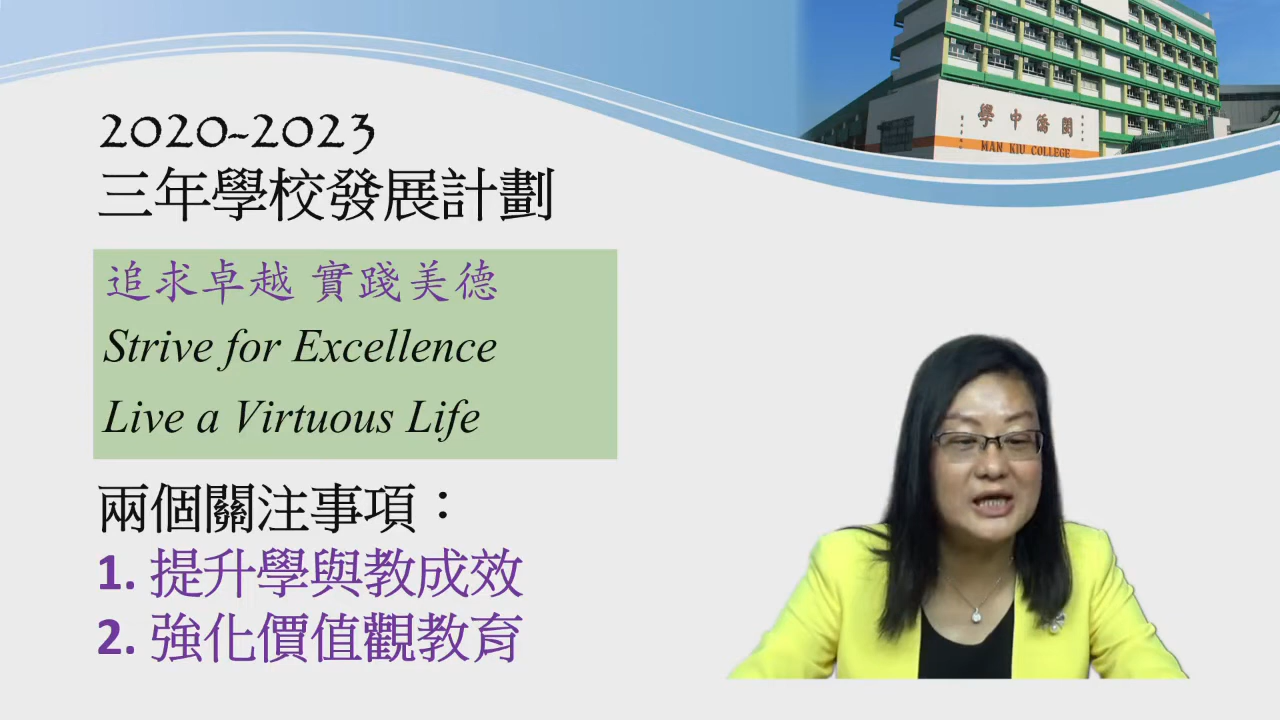 學中僑閩
MAN KIU COLLEGE
2020-2023
三年學校發展計劃
追求卓越 實踐美德
Strive for Excellence
Live a Virtuous Life
兩個關注事項：
1. 提升學與教成效
2. 強化價值觀教育